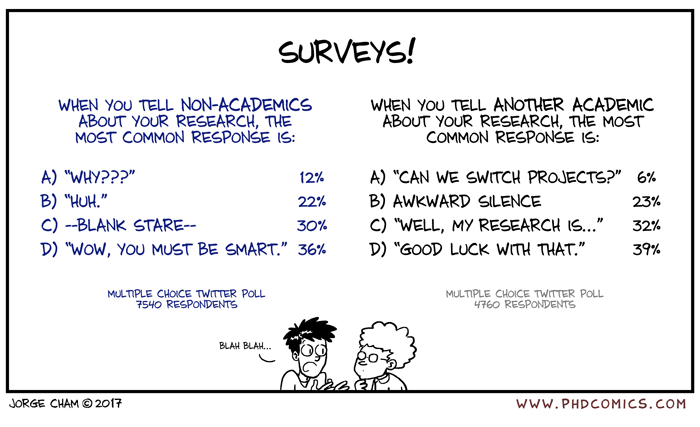 SURVEYS!
WHEN YOU TELL NON-ACADEMICS
ABOUT YOUR RESEARCH, THE
MOST COMMON RESPONSE IS:
A) "WHY???" 12%
B) "HUH." 22%
C) --BLANK STARE-- 30%
D) "WOW, YOU MUST BE SMART." 36%
MULTIPLE CHOICE TWITTER POLL
7540 RESPONDENTS
WHEN YOU TELL ANOTHER ACADEMIC
ABOUT YOUR RESEARCH, THE MOST
COMMON RESPONSE IS:
A) "CAN WE SWITCH PROJECTS?" 6%
B) AWKWARD SILENCE 23%
C) "WELL, MY RESEARCH IS..." 32%
D) "GOOD LUCK WITH THAT." 39%
MULTIPLE CHOICE TWITTER POLL
4760 RESPONDENTS
BLAH BLAH...
JORGE CHAM © 2017
WWW.PHDCOMICS.COM